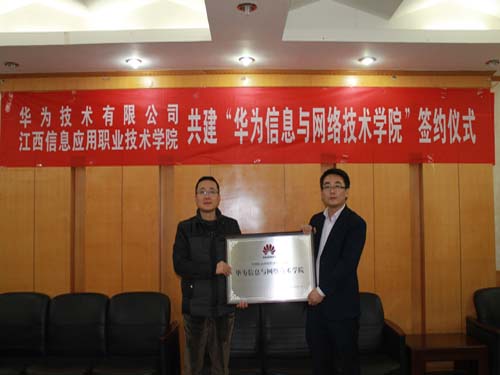 华为技术有限公司
江西信息应用职业技术学院
共建“华为信息与网络技术学院”签约仪式
HUAWEI
华为信息与网络技术学院